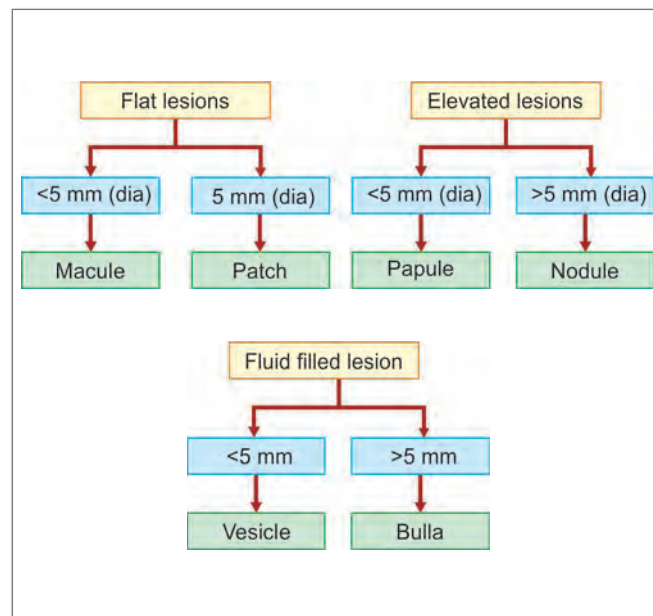 Flat lesions
Elevated lesions
<5 mm (dia)
5 mm (dia)
<5 mm (dia)
>5 mm (dia)
Macule
Patch
Papule
Nodule
Fluid filled lesion
<5 mm
>5 mm
Vesicle
Bulla